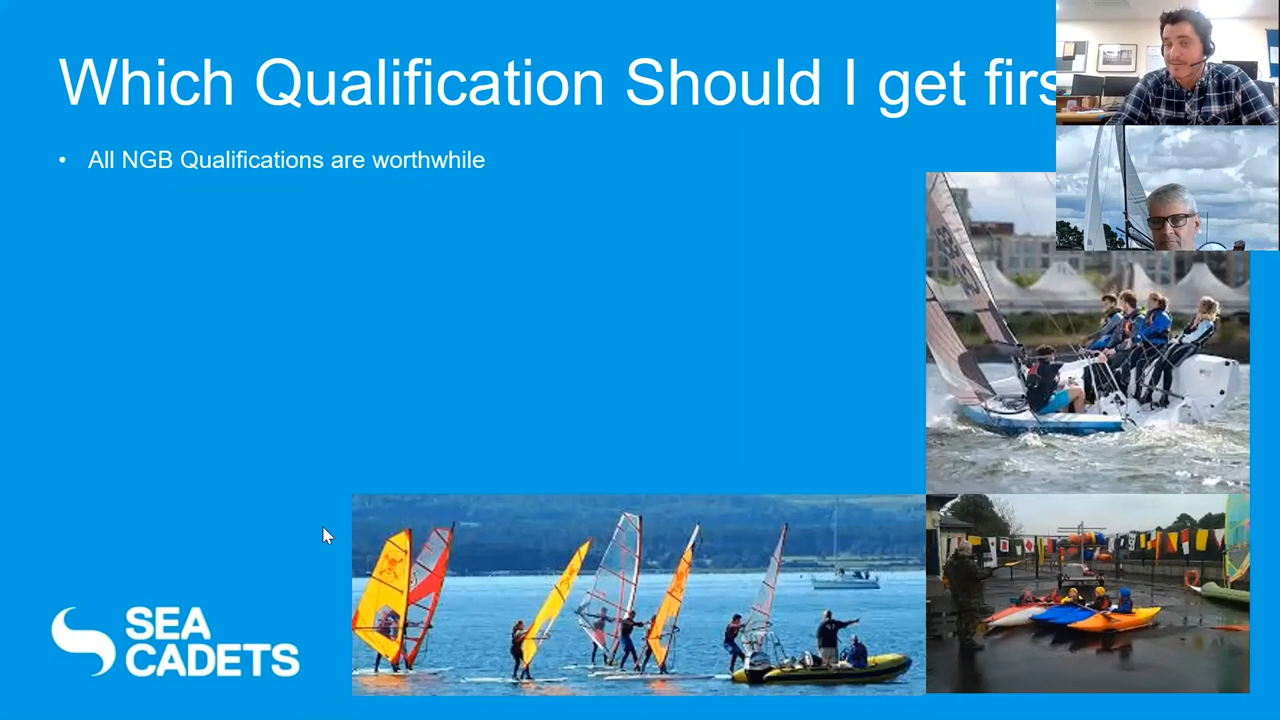 Which Qualification Should I get firs
• All NGB Qualifications are worthwhile
SEA
CADETS